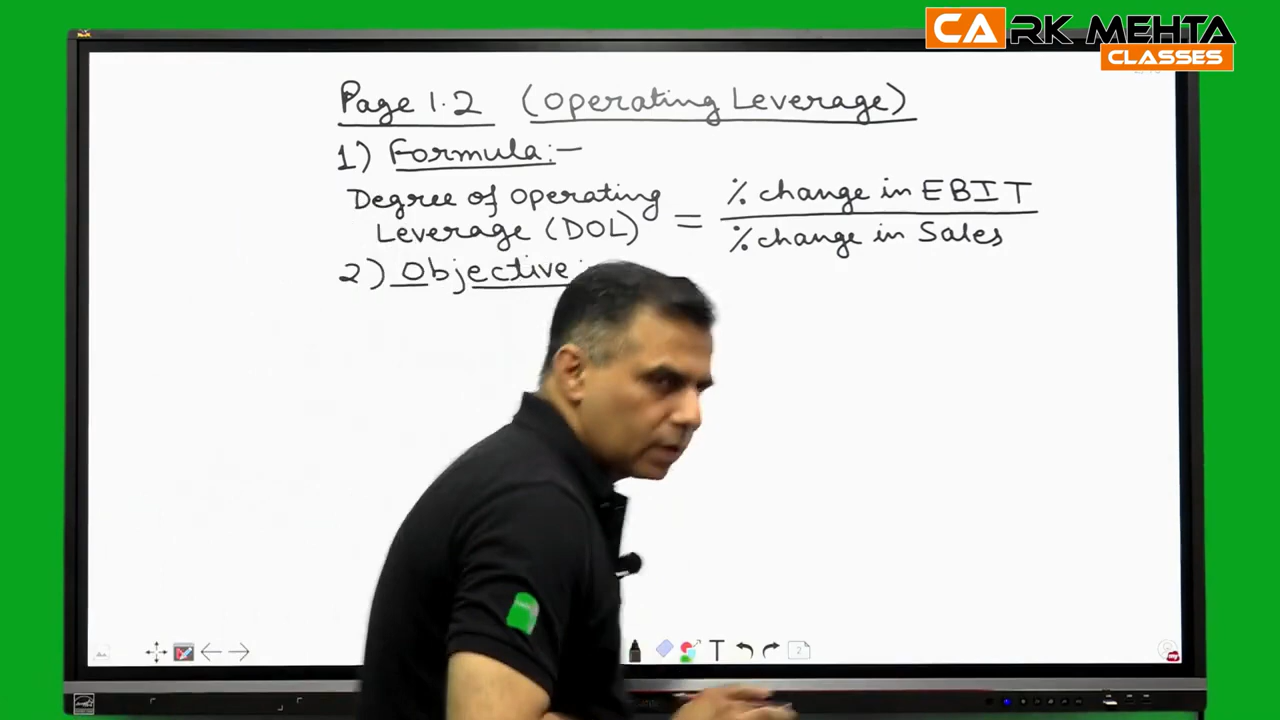 CA RK MEHTA
CLASSES
Page 1.2 (Operating Leverage)
1) Formula:-
Degree of Operating Leverage (DOL) = % change in EBIT / % change in Sales
2) Objective:
T
2